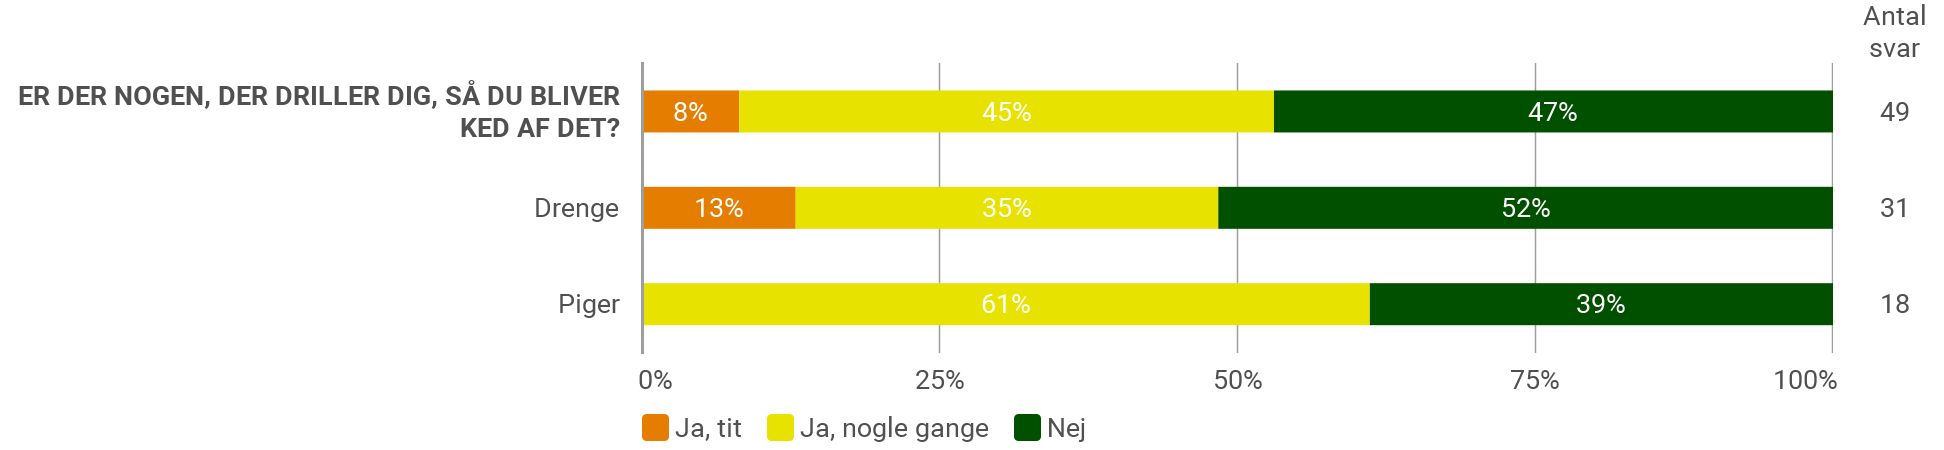 Antal
svar
ER DER NOGEN, DER DRILLER DIG, SÅ DU BLIVER
KED AF DET?
8% 45% 47% 49
Drenge 13% 35% 52% 31
Piger 61% 39% 18
0% 25% 50% 75% 100%
Ja, tit Ja, nogle gange Nej